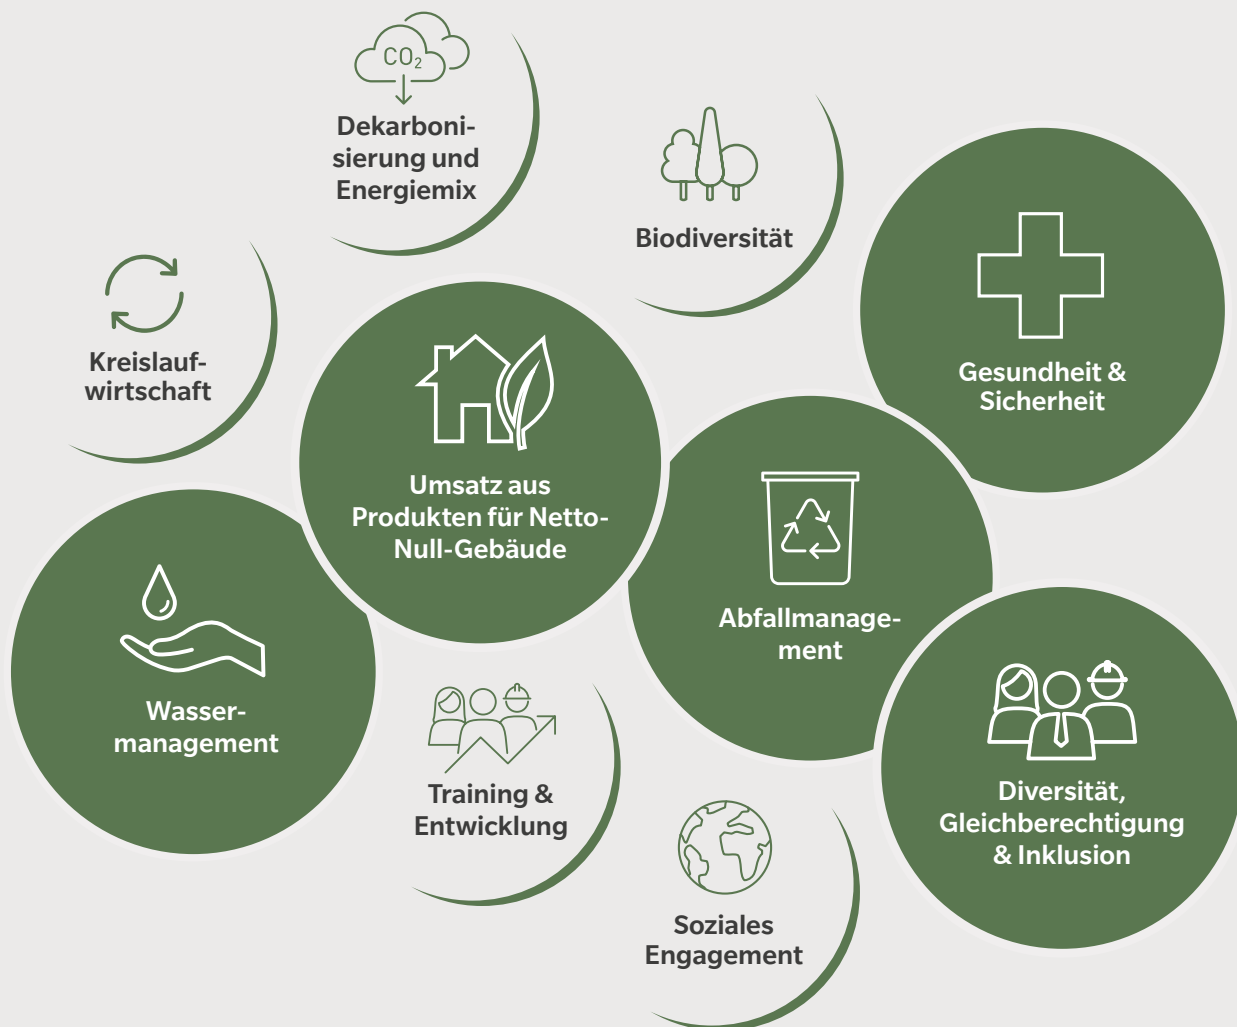 CO₂
Dekarboni-
sierung und
Energiemix
Biodiversität
Kreislauf-
wirtschaft
Gesundheit &
Sicherheit
Umsatz aus
Produkten für Netto-
Null-Gebäude
Abfallmanage-
ment
Wasser-
management
Training &
Entwicklung
Diversität,
Gleichberechtigung
& Inklusion
Soziales
Engagement